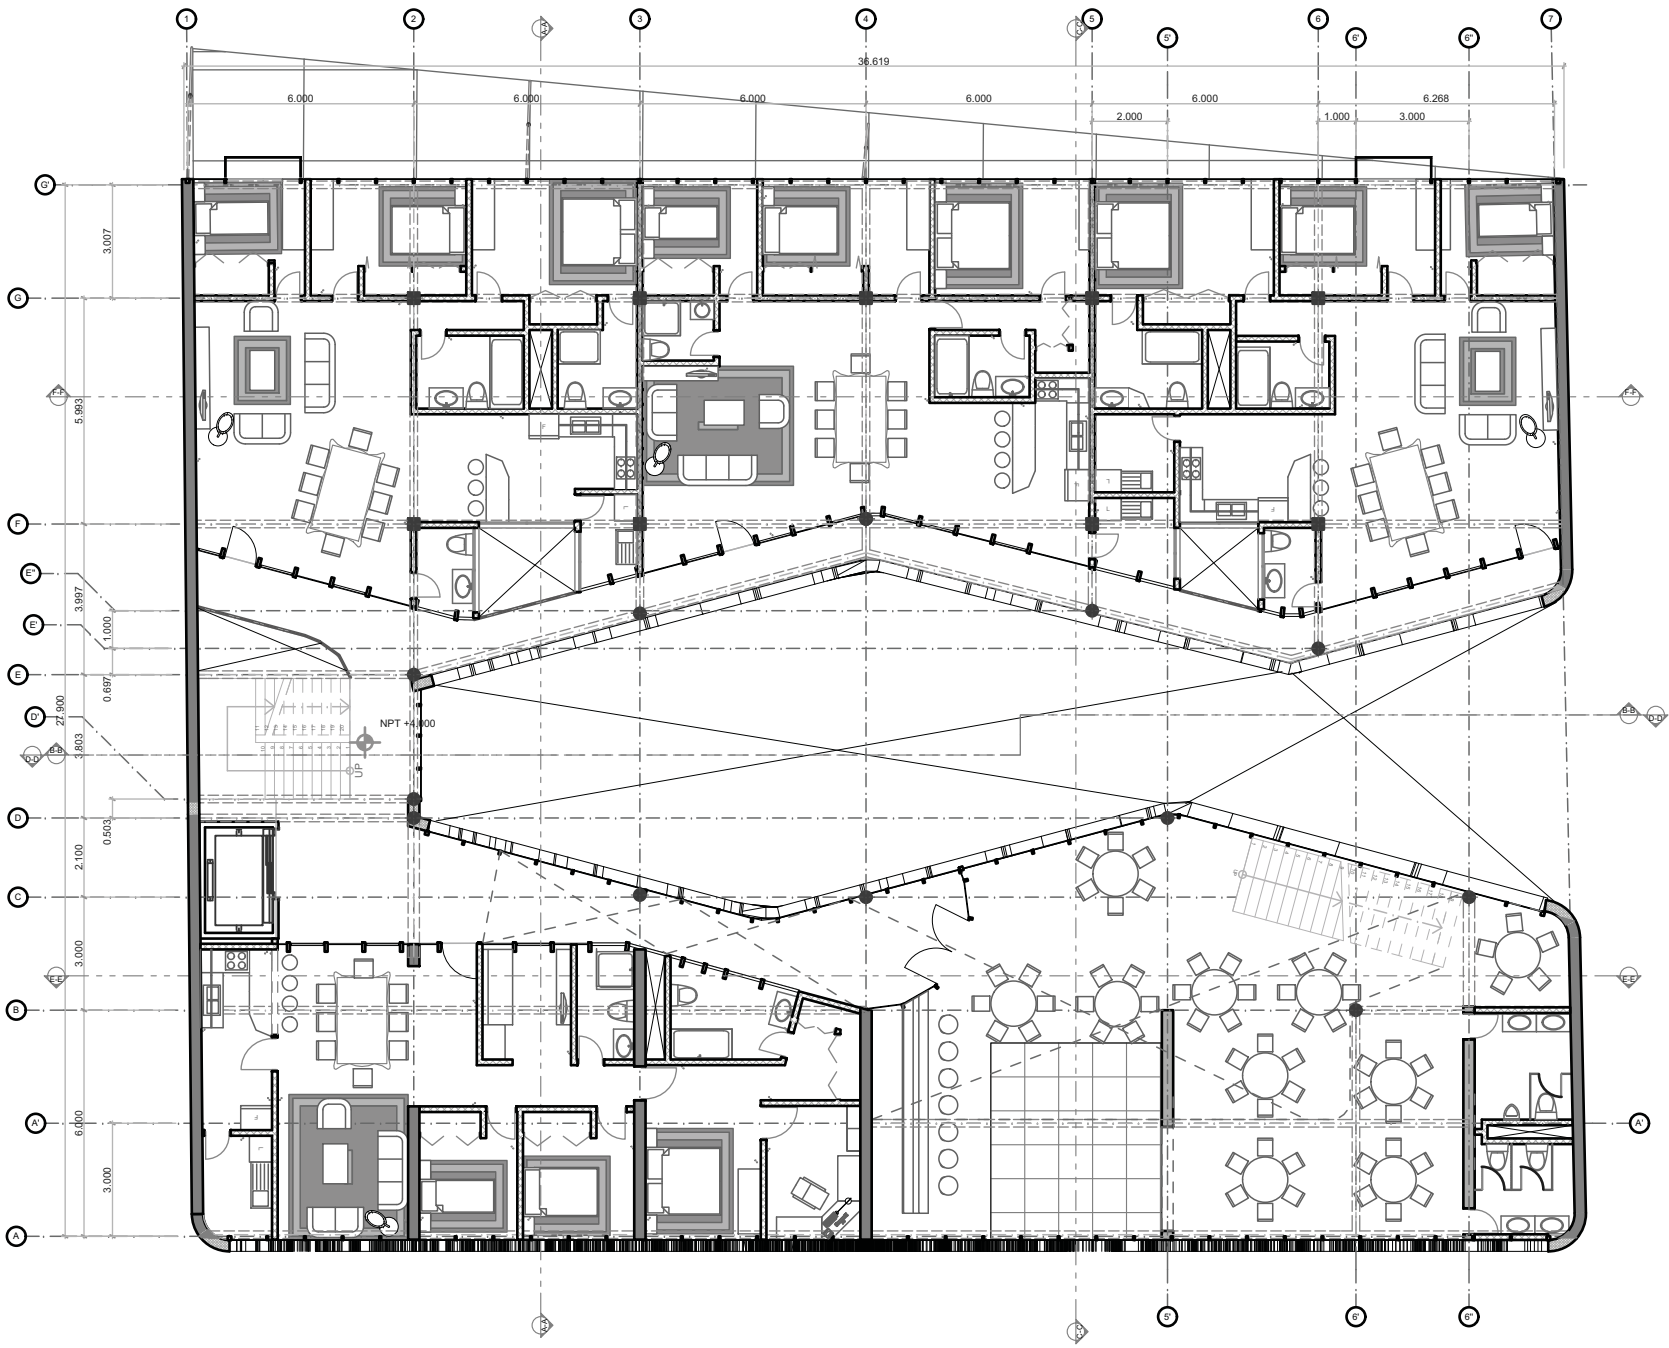 1 2 3 4 5 6 7
5' 6' 6"
A-A C-C
36.619
6.000 6.000 6.000 6.000 6.000 6.268
2.000 1.000 3.000
G'
3.007
G
F-F F-F
5.993
F
E"
3.997
1.000
E'
E
0.697
27.900
D'
NPT +4.000
B-B D-D
3.803
D-D B-B
UP
0.503
D
2.100
C
3.000
E-E E-E
B
A' A'
6.000
3.000
A
F
F
F
F
L
L
L
L
5' 6' 6"
A-A C-C